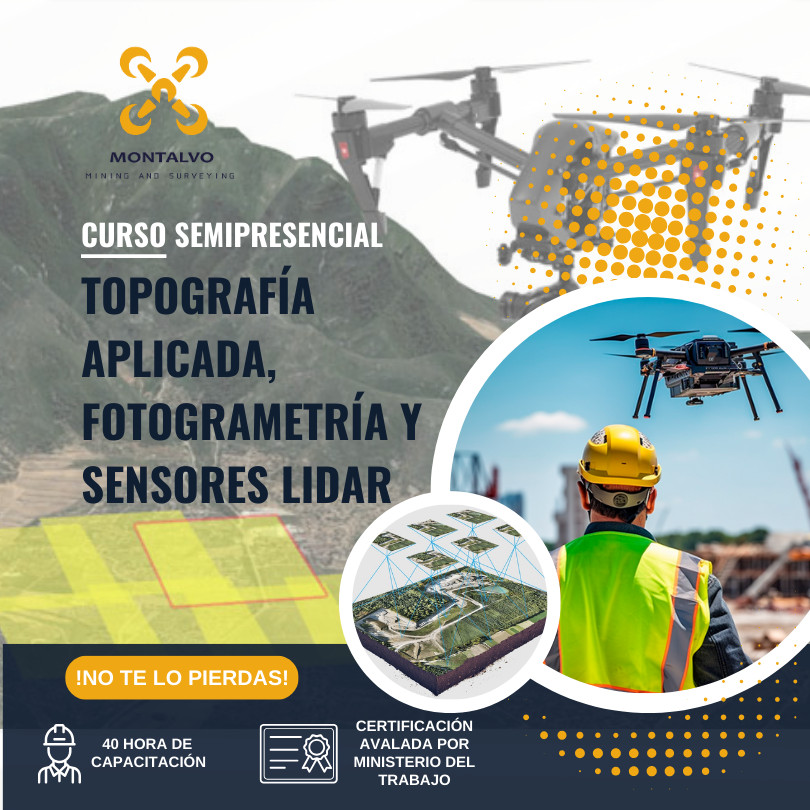 MONTALVO
MINING AND SURVEYING
CURSO SEMIPRESENCIAL
TOPOGRAFÍA
APLICADA,
FOTOGRAMETRÍA Y
SENSORES LIDAR
!NO TE LO PIERDAS!
40 HORA DE
CAPACITACIÓN
CERTIFICACIÓN
AVALADA POR
MINISTERIO DEL
TRABAJO